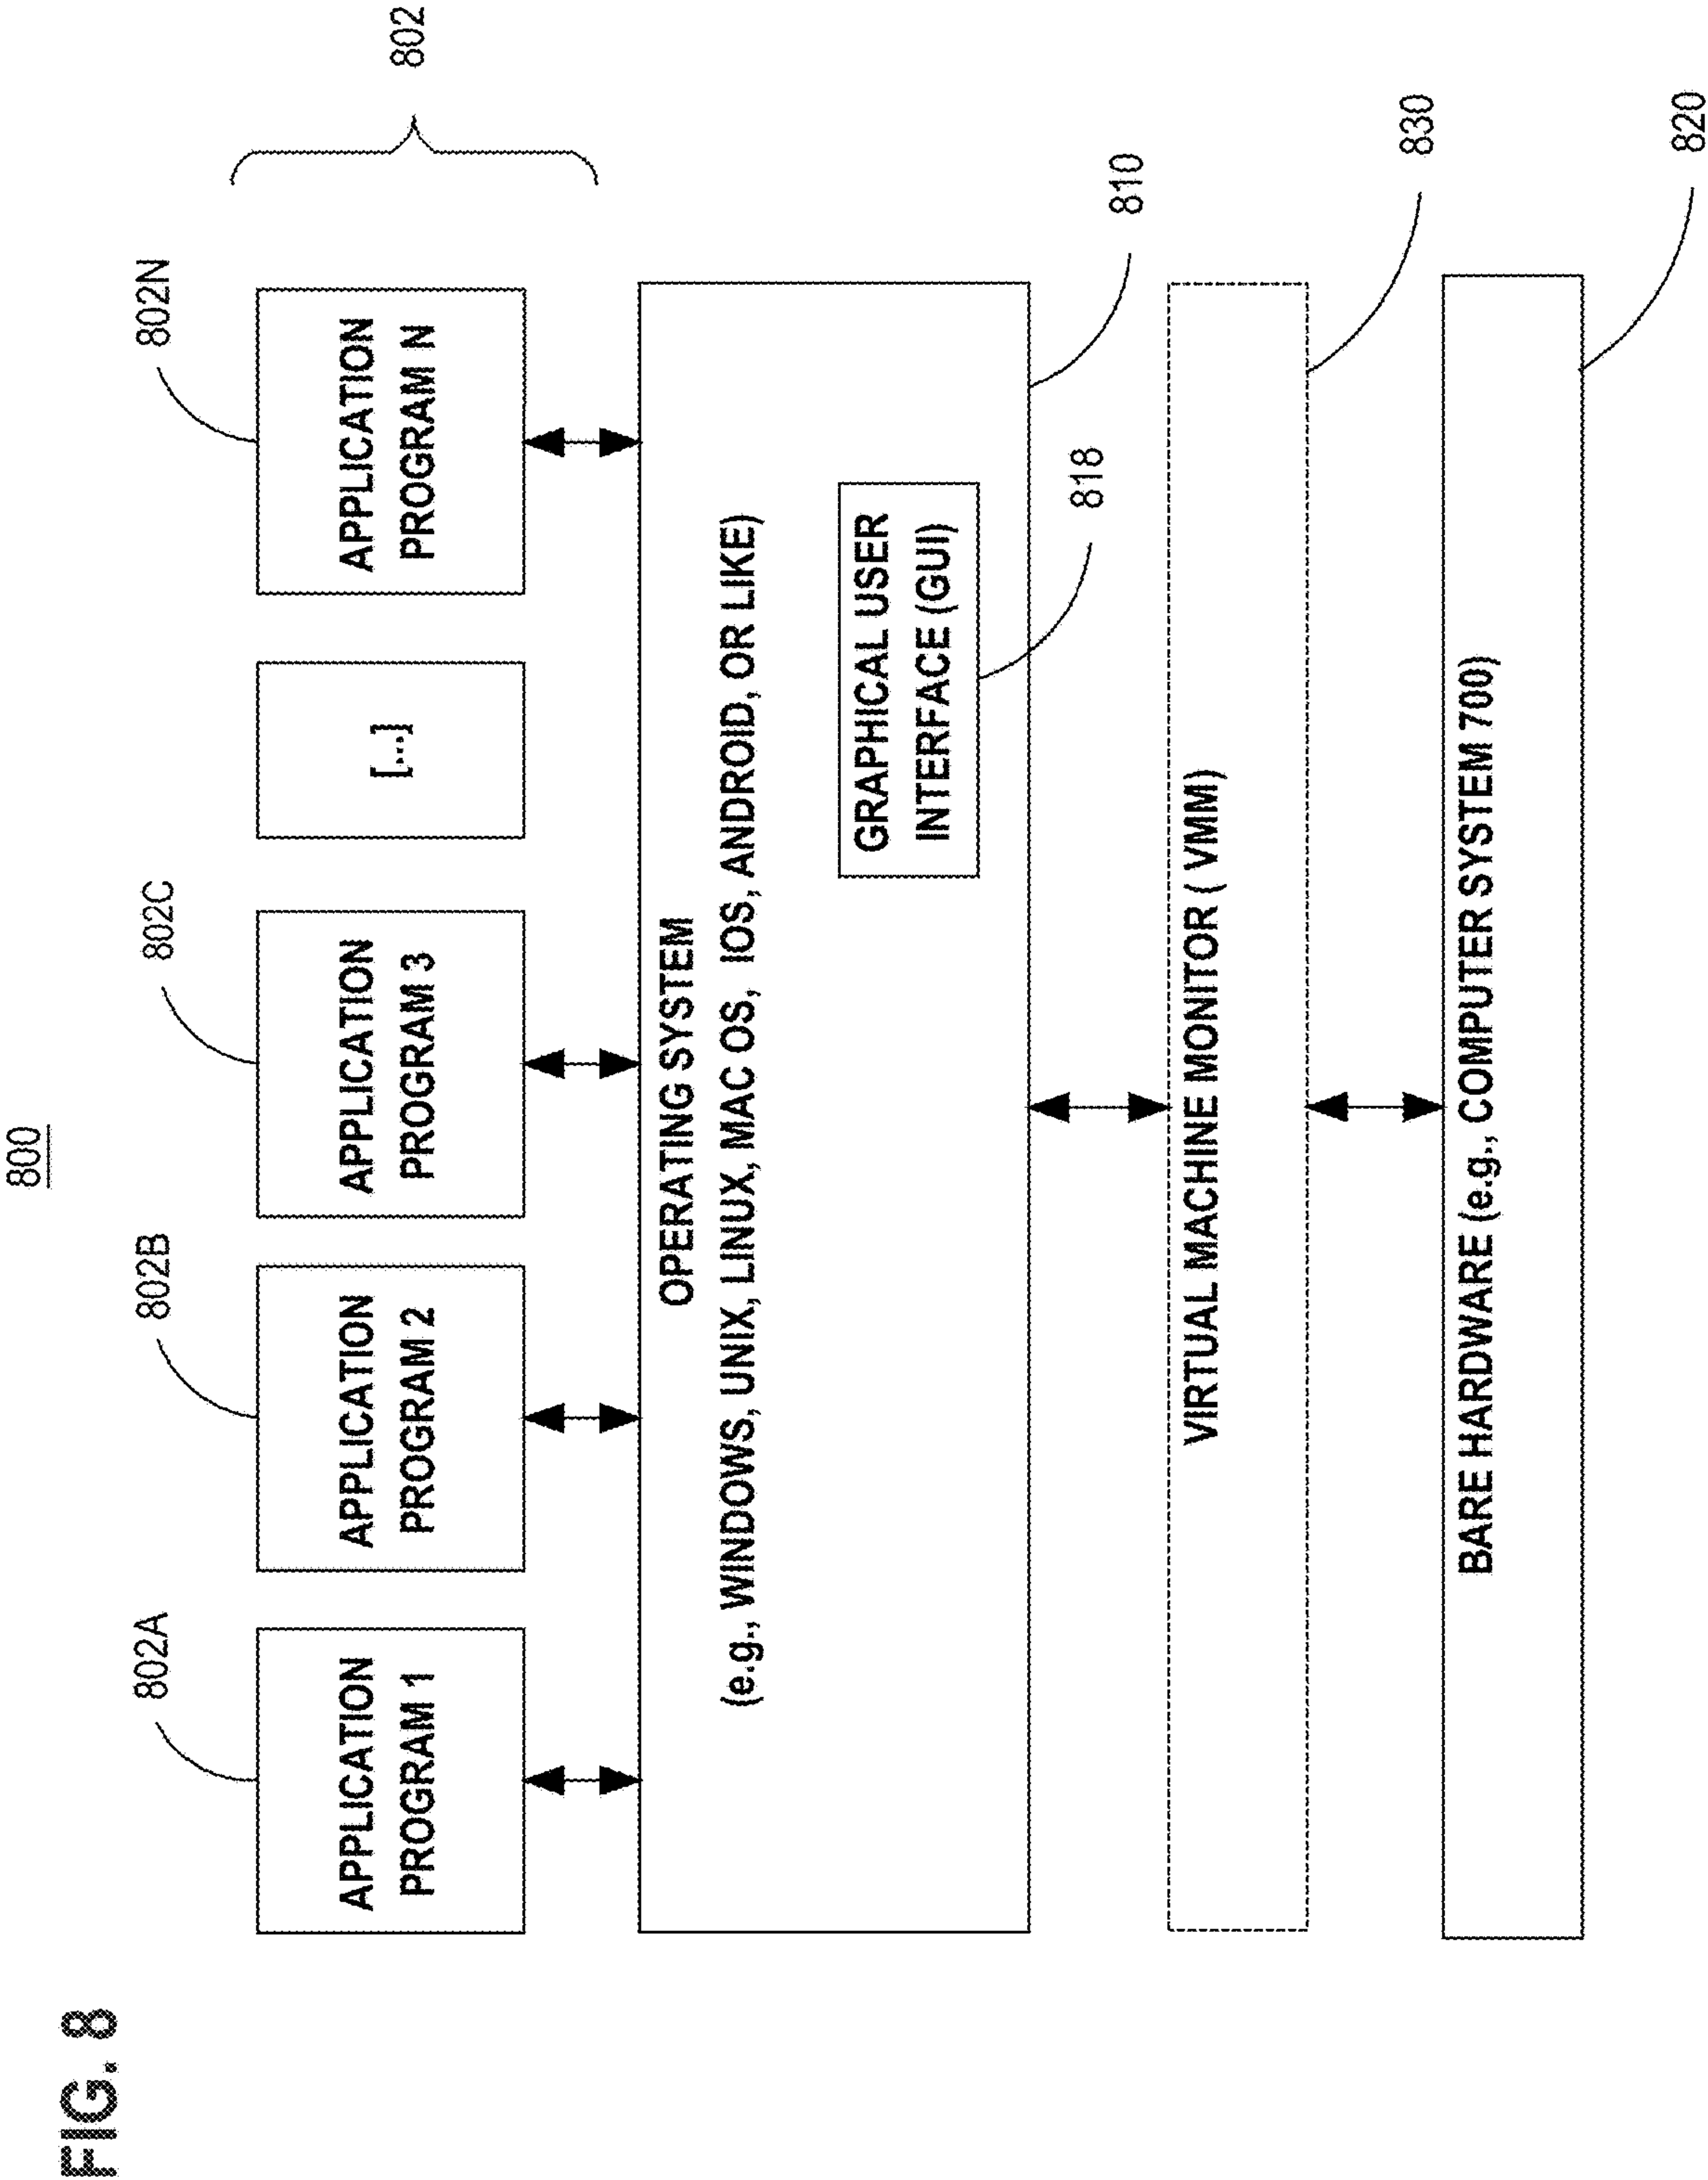 FIG. 8
800
802A
802B
802C
802N
802
APPLICATION
PROGRAM 1
APPLICATION
PROGRAM 2
APPLICATION
PROGRAM 3
[...]
APPLICATION
PROGRAM N
OPERATING SYSTEM
(e.g., WINDOWS, UNIX, LINUX, MAC OS, IOS, ANDROID, OR LIKE)
GRAPHICAL USER
INTERFACE (GUI)
818
810
VIRTUAL MACHINE MONITOR ( VMM)
830
BARE HARDWARE (e.g., COMPUTER SYSTEM 700)
820